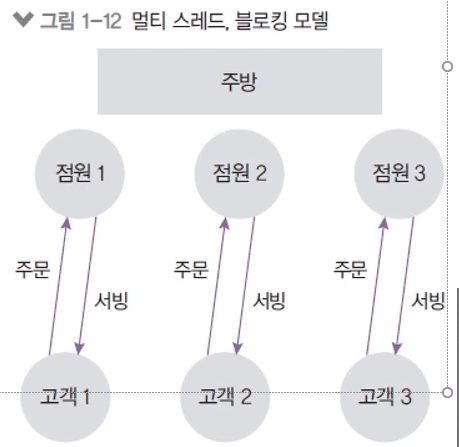 그림 1-12 멀티 스레드, 블로킹 모델
주방
점원 1 점원 2 점원 3
주문 주문 주문
서빙 서빙 서빙
고객 1 고객 2 고객 3